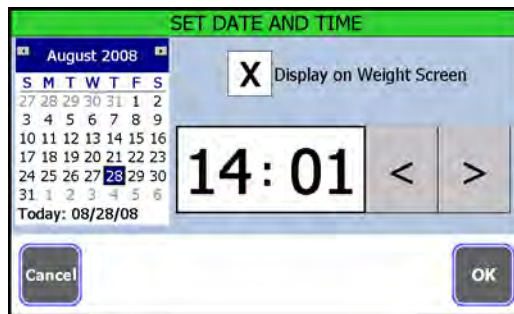 SET DATE AND TIME
August 2008
S M T W T F S
27 28 29 30 31 1 2
3 4 5 6 7 8 9
10 11 12 13 14 15 16
17 18 19 20 21 22 23
24 25 26 27 28 29 30
31 1 2 3 4 5 6
Today: 08/28/08
X Display on Weight Screen
14:01 < >
Cancel
OK